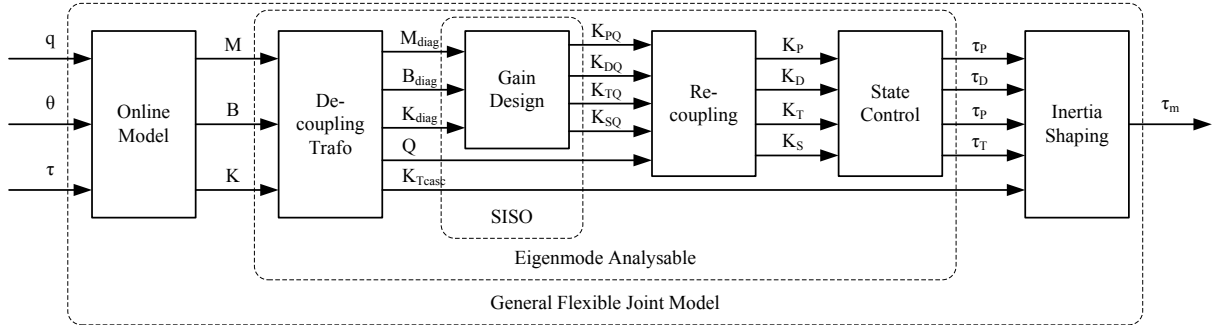 q
θ
τ
Online
Model
M
B
K
De-
coupling
Trafo
M_diag
B_diag
K_diag
Q
K_Tcasc
Gain
Design
SISO
K_PQ
K_DQ
K_TQ
K_SQ
Re-
coupling
K_P
K_D
K_T
K_S
State
Control
τ_P
τ_D
τ_P
τ_T
Inertia
Shaping
τ_m
Eigenmode Analysable
General Flexible Joint Model